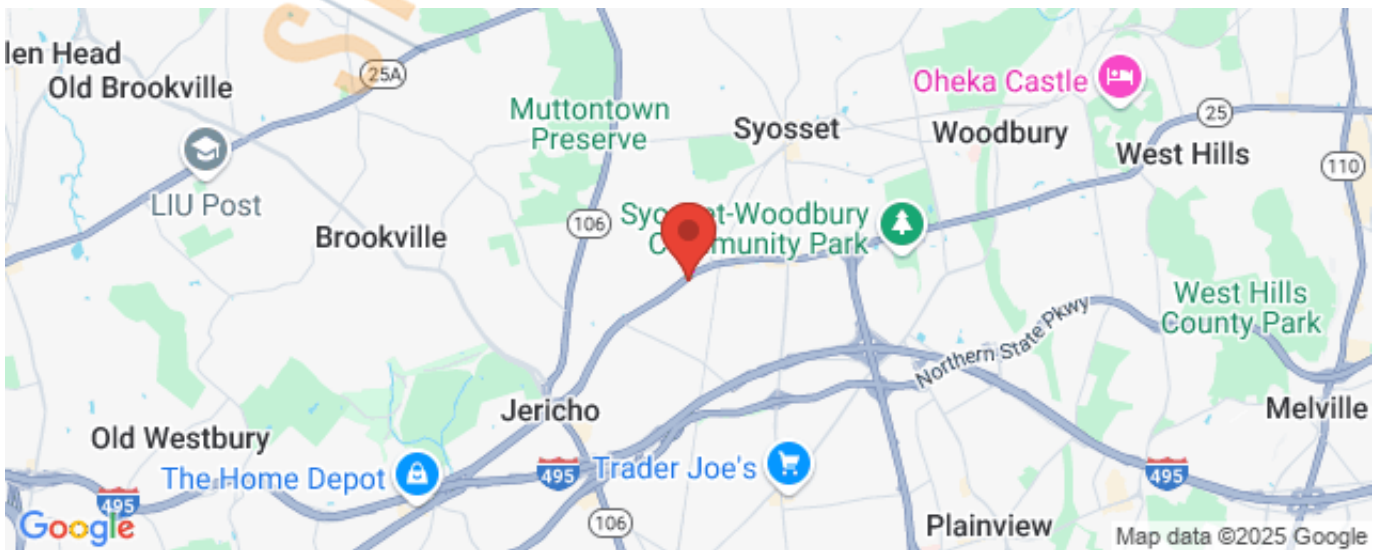 len Head
Old Brookville
25A
Muttontown
Preserve
Syosset
Oheka Castle
Woodbury
25
West Hills
110
LIU Post
Brookville
106
Syosset-Woodbury
Community Park
West Hills
County Park
Northern State Pkwy
Jericho
Melville
Old Westbury
The Home Depot
495
Trader Joe's
495
495
106
Plainview
Google
Map data ©2025 Google